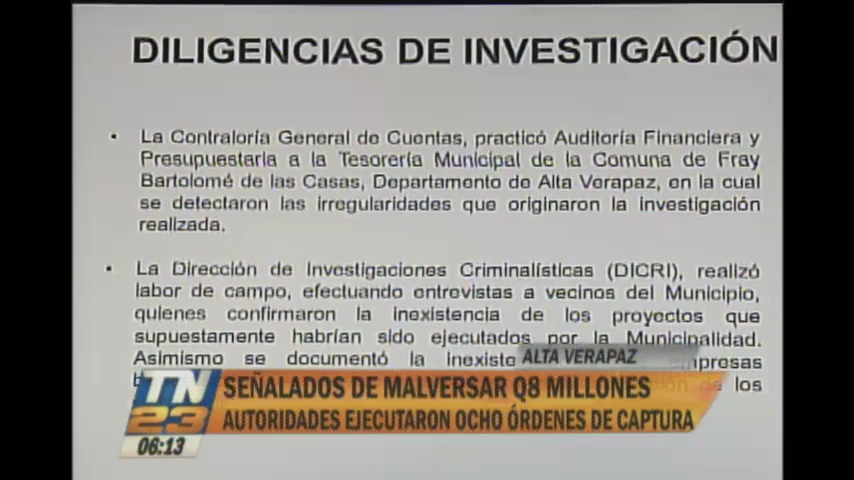 DILIGENCIAS DE INVESTIGACIÓN
• La Contraloría General de Cuentas, practicó Auditoría Financiera y
Presupuestaria a la Tesorería Municipal de la Comuna de Fray
Bartolomé de las Casas, Departamento de Alta Verapaz, en la cual
se detectaron las irregularidades que originaron la investigación
realizada.
• La Dirección de Investigaciones Criminalísticas (DICRI), realizó
labor de campo, efectuando entrevistas a vecinos del Municipio,
quienes confirmaron la inexistencia de los proyectos que
supuestamente habrían sido ejecutados por la Municipalidad.
Asimismo se documentó la
los
ALTA VERAPAZ
TN
23
06:13
SEÑALADOS DE MALVERSAR Q8 MILLONES
AUTORIDADES EJECUTARON OCHO ÓRDENES DE CAPTURA